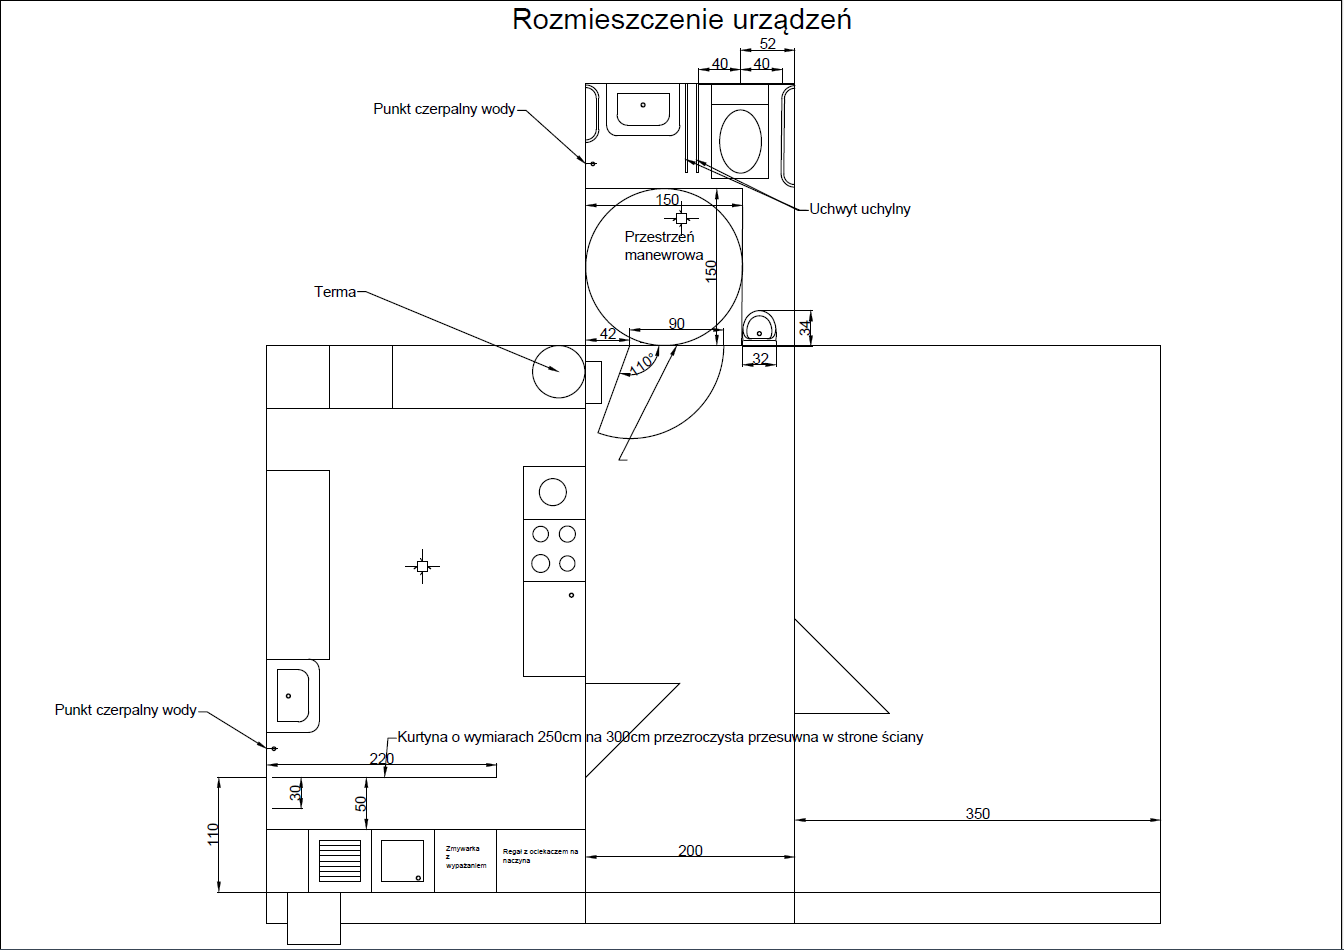 Rozmieszczenie urządzeń
52
40
40
Punkt czerpalny wody
Uchwyt uchylny
150
Przestrzeń
manewrowa
150
Terma
90
42
34
110°
32
Punkt czerpalny wody
Kurtyna o wymiarach 250cm na 300cm przezroczysta przesuwna w strone ściany
220
30
50
110
350
200
Zmywarka
z
wypażaniem
Regał z ociekaczem na
naczyna